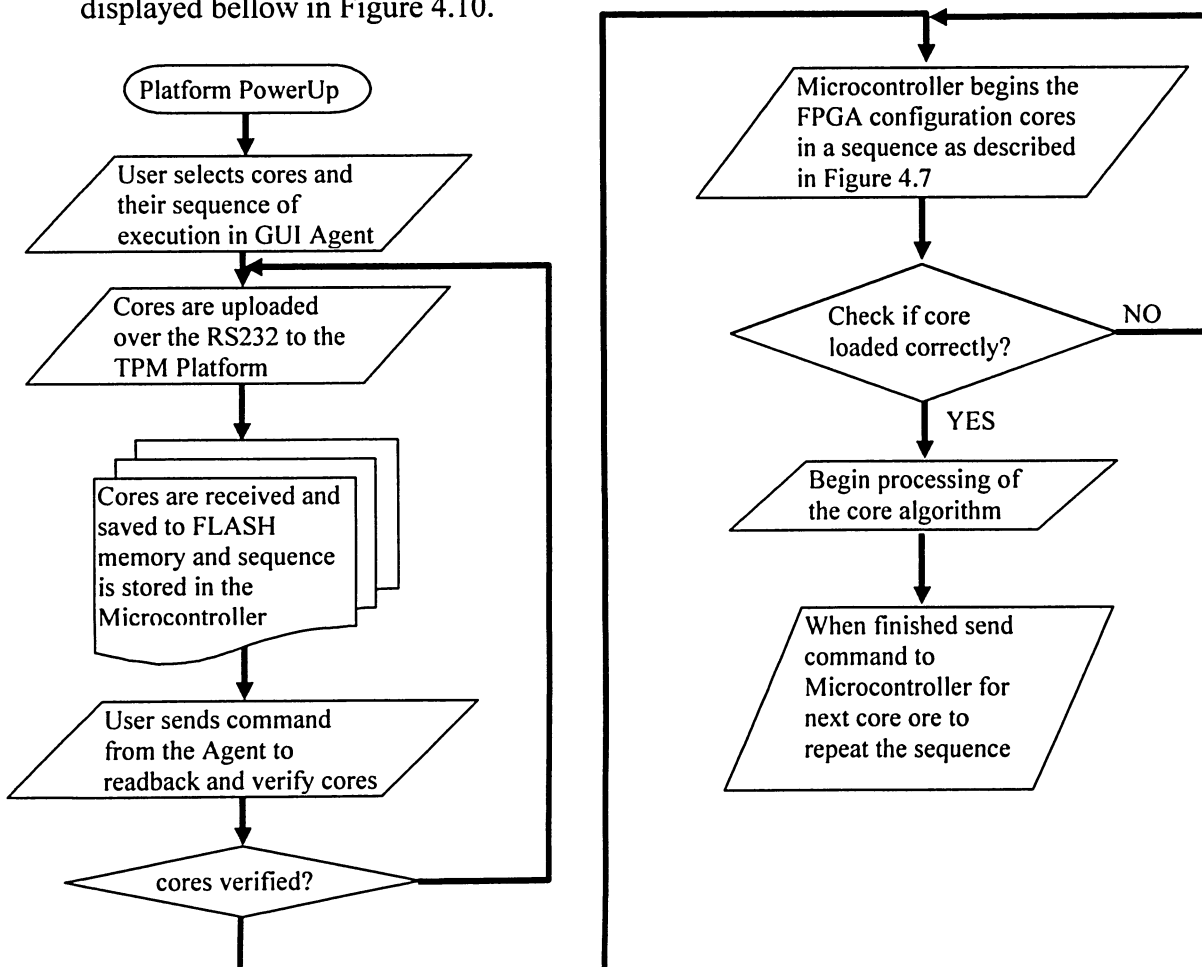 displayed bellow in Figure 4.10.
Platform PowerUp
User selects cores and
their sequence of
execution in GUI Agent
Cores are uploaded
over the RS232 to the
TPM Platform
Cores are received and
saved to FLASH
memory and sequence
is stored in the
Microcontroller
User sends command
from the Agent to
readback and verify cores
cores verified?
Microcontroller begins the
FPGA configuration cores
in a sequence as described
in Figure 4.7
Check if core
loaded correctly?
NO
YES
Begin processing of
the core algorithm
When finished send
command to
Microcontroller for
next core ore to
repeat the sequence